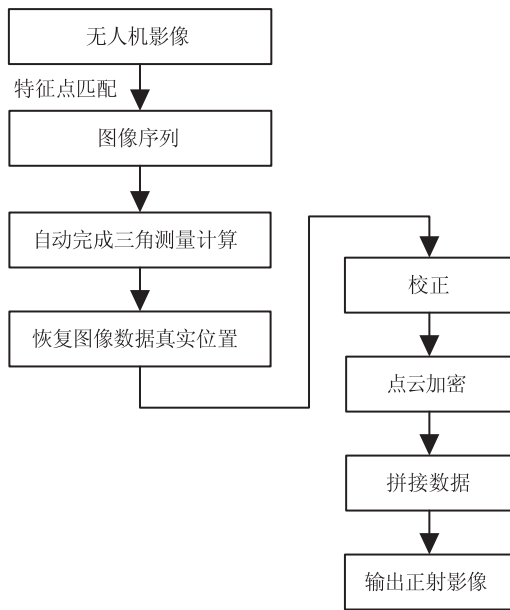 无人机影像
特征点匹配
图像序列
自动完成三角测量计算
恢复图像数据真实位置
校正
点云加密
拼接数据
输出正射影像